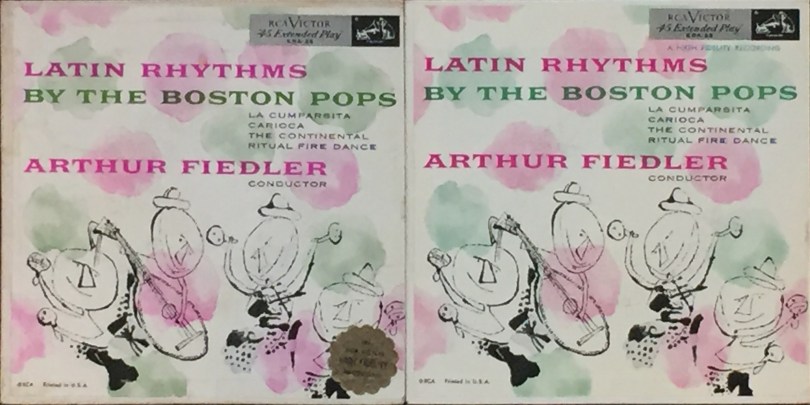 RCA VICTOR
"45 Extended Play"
LATIN RHYTHMS
BY THE BOSTON POPS
LA CUMPARSITA
CARIOCA
THE CONTINENTAL
RITUAL FIRE DANCE
ARTHUR FIEDLER
CONDUCTOR
©RCA Printed in U.S.A.
RCA VICTOR
"45 Extended Play"
A HIGH FIDELITY RECORDING
LATIN RHYTHMS
BY THE BOSTON POPS
LA CUMPARSITA
CARIOCA
THE CONTINENTAL
RITUAL FIRE DANCE
ARTHUR FIEDLER
CONDUCTOR
©RCA Printed in U.S.A.